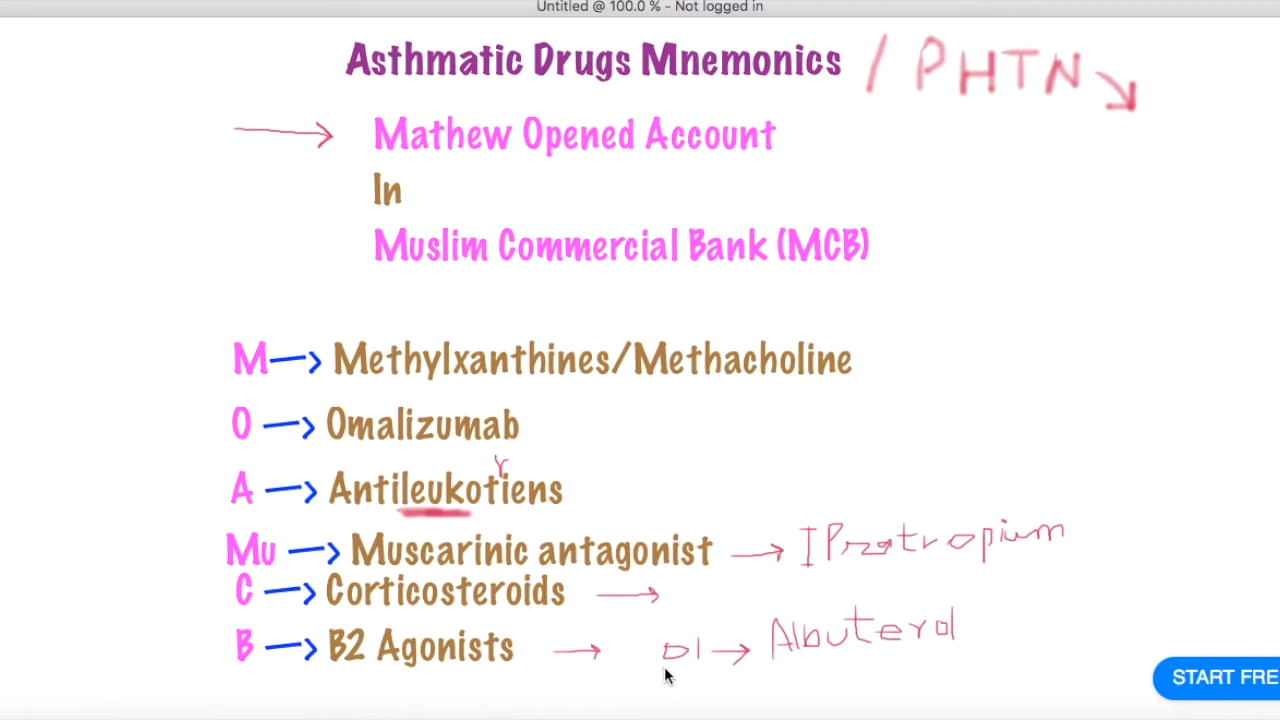 Untitled @ 100.0 % - Not logged in
Asthmatic Drugs Mnemonics / PHTN
Mathew Opened Account
In
Muslim Commercial Bank (MCB)
M Methylxanthines/Methacholine
O Omalizumab
r
A Antileukotiens
Mu Muscarinic antagonist IPratropium
C Corticosteroids
B B2 Agonists ol Albuterol
START FRE